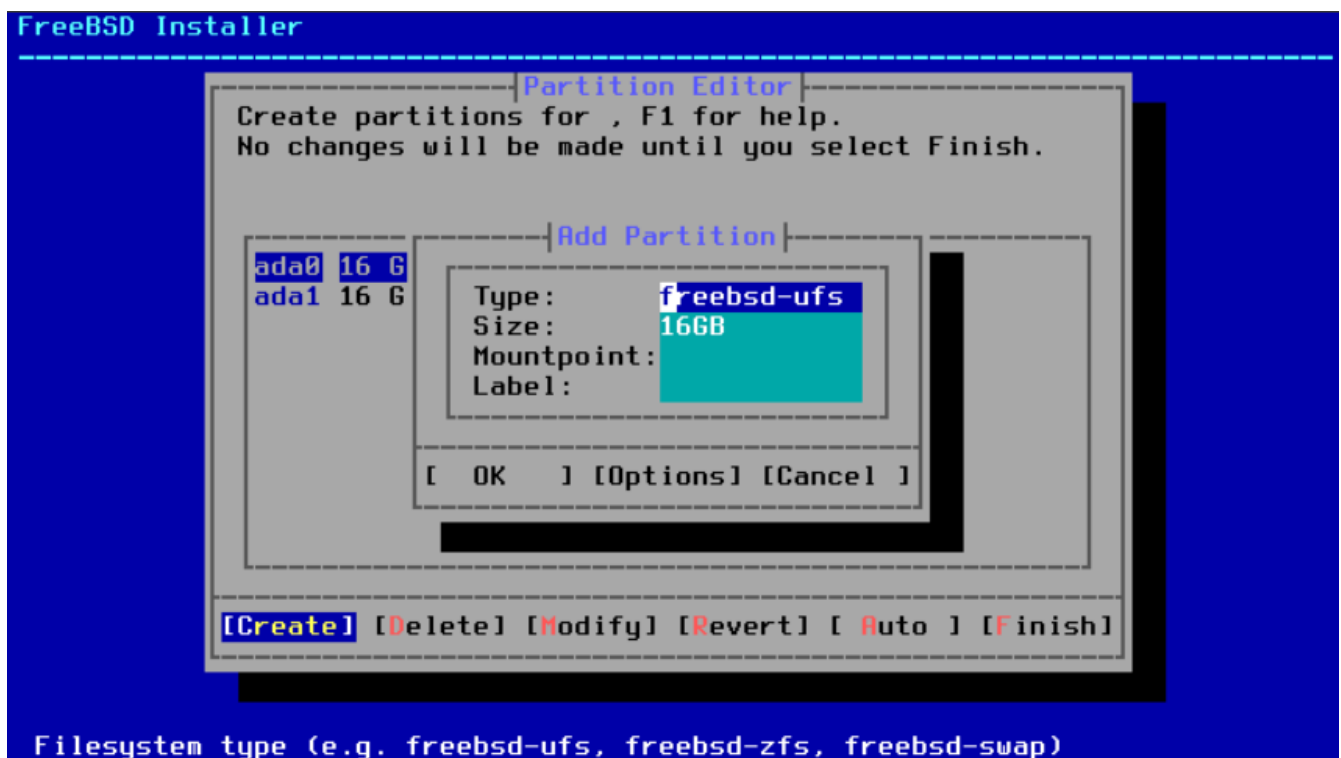 FreeBSD Installer
Partition Editor
Create partitions for , F1 for help.
No changes will be made until you select Finish.
Add Partition
ada0 16 G
ada1 16 G
Type: freebsd-ufs
Size: 16GB
Mountpoint:
Label:
[ OK ] [Options] [Cancel ]
[Create] [Delete] [Modify] [Revert] [ Auto ] [Finish]
Filesystem type (e.g. freebsd-ufs, freebsd-zfs, freebsd-swap)